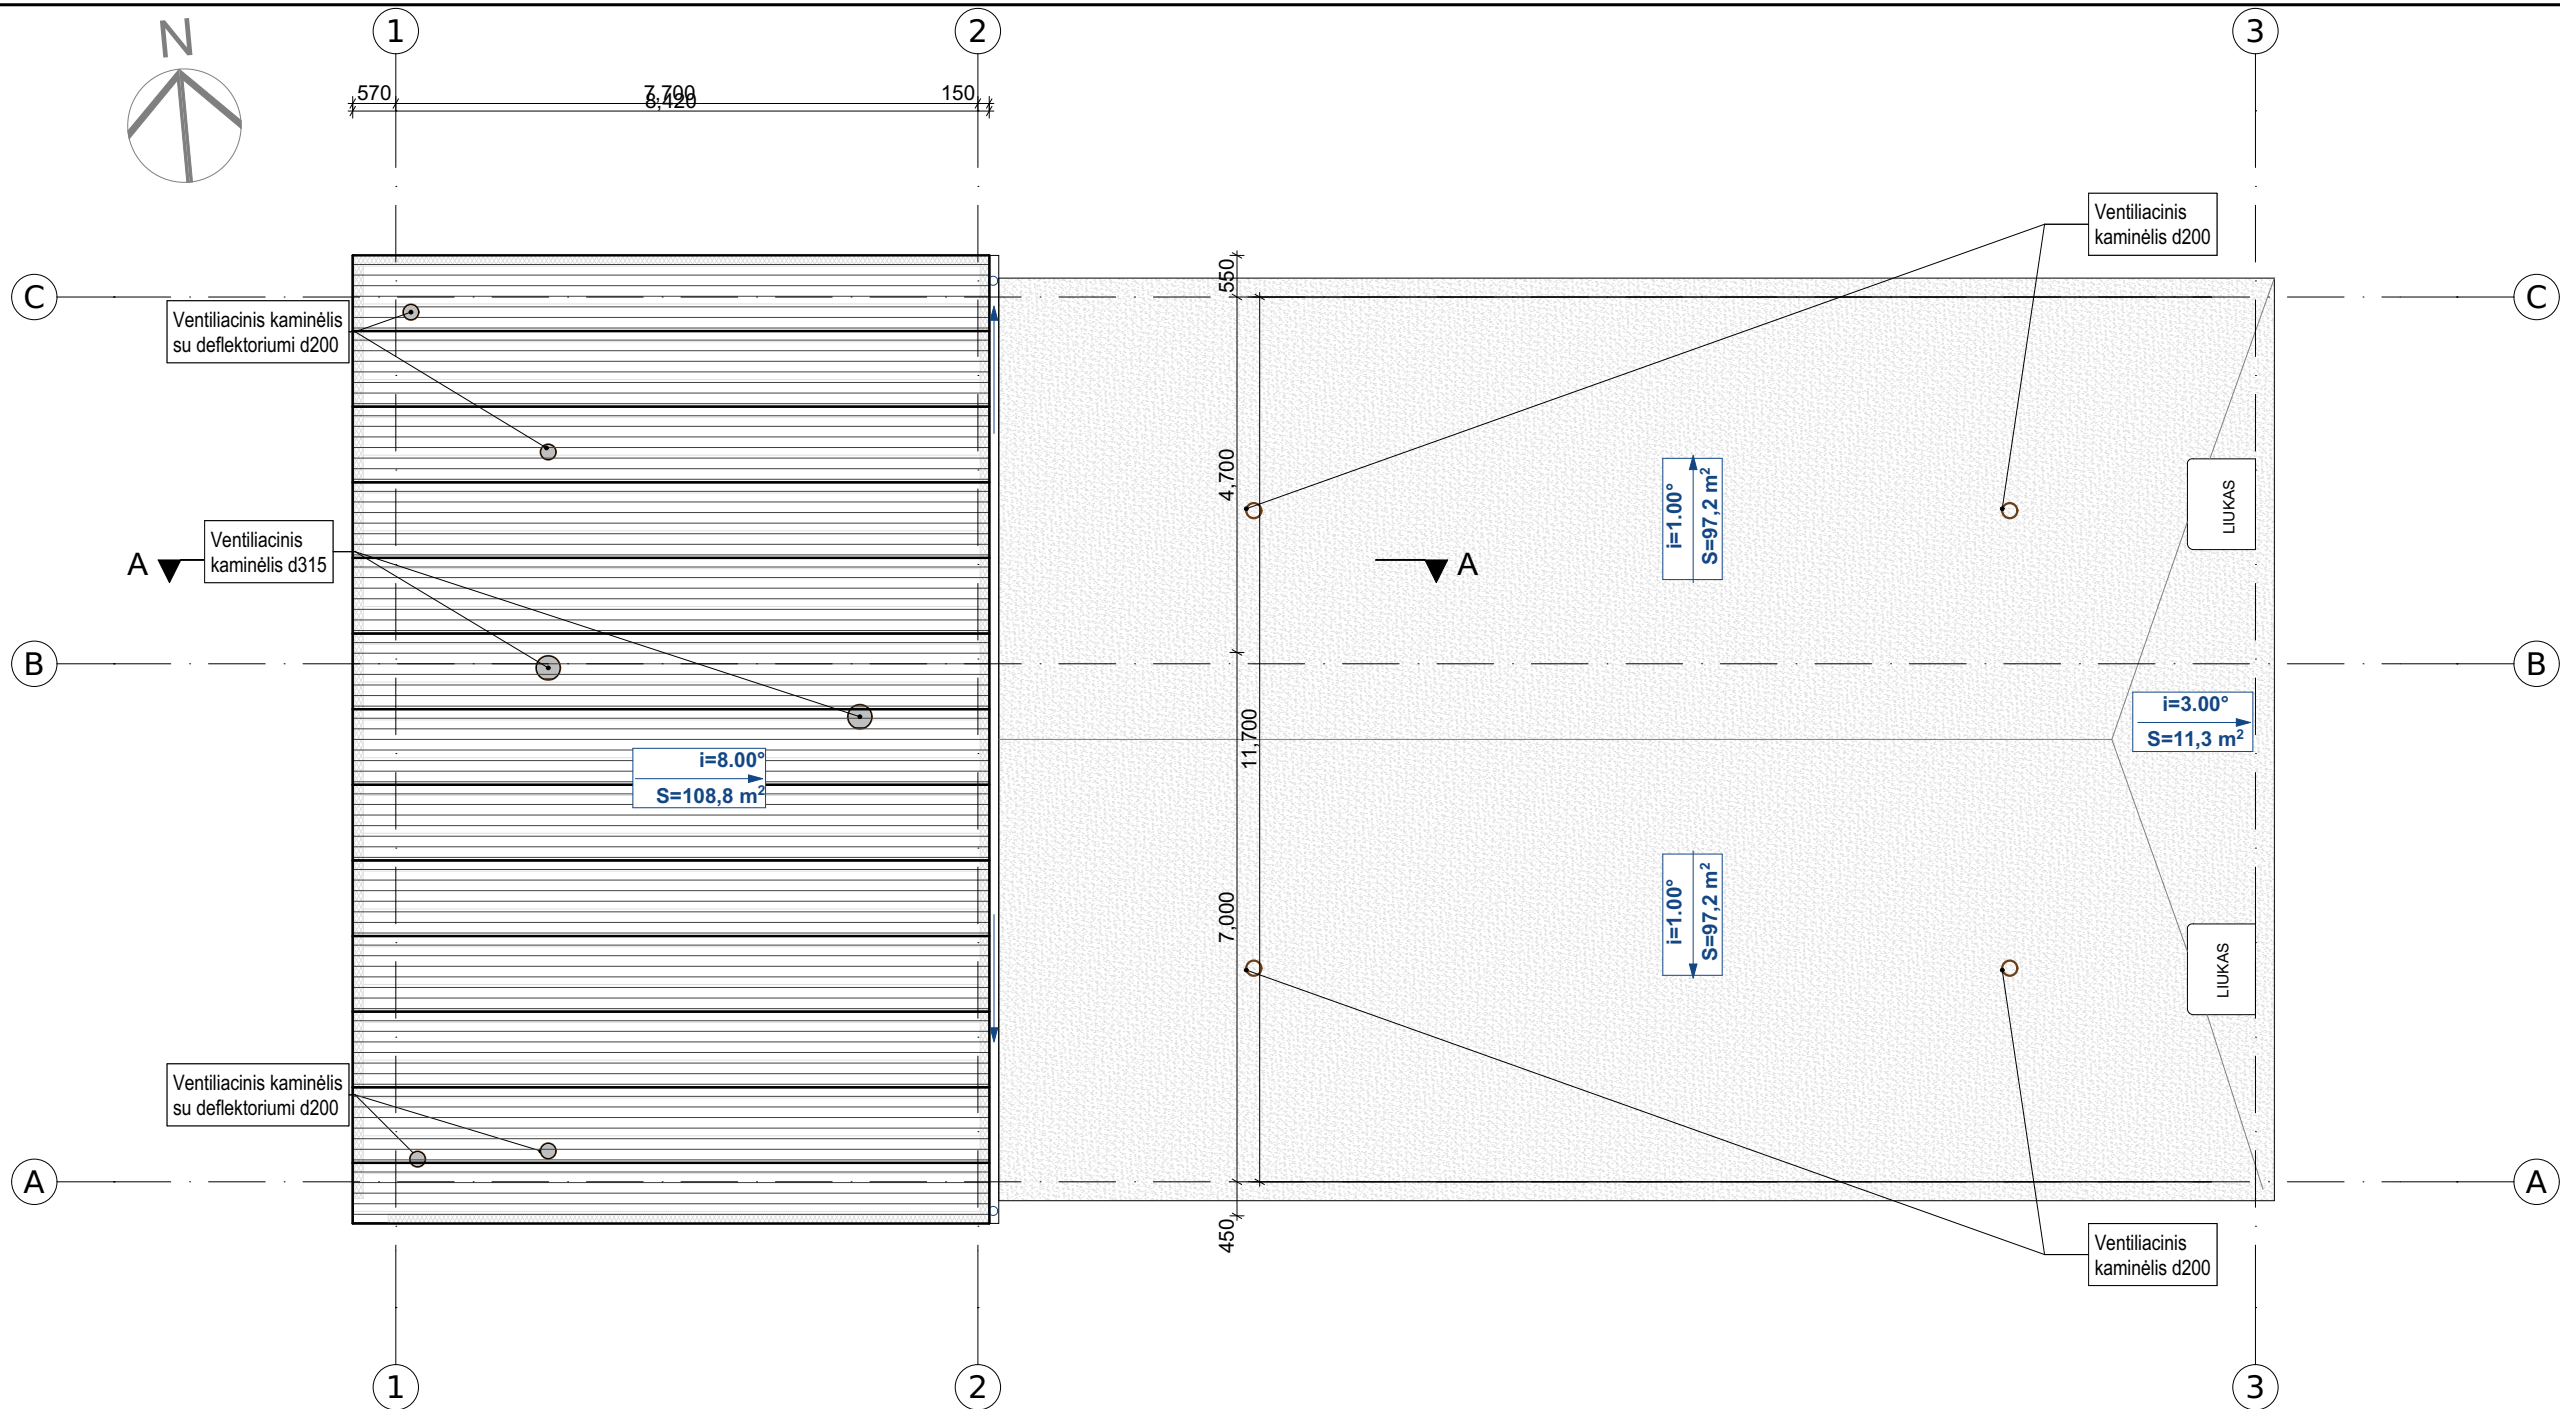 N
1
2
3
570
7,700
8,420
150
Ventiliacinis
kaminėlis d200
550
C
C
Ventiliacinis kaminėlis
su deflektoriumi d200
4,700
i=1.00°
S=97,2 m²
LIUKAS
Ventiliacinis
kaminėlis d315
A
A
B
B
i=3.00°
S=11,3 m²
11,700
i=8.00°
S=108,8 m²
7,000
i=1.00°
S=97,2 m²
LIUKAS
Ventiliacinis kaminėlis
su deflektoriumi d200
A
A
450
Ventiliacinis
kaminėlis d200
1
2
3